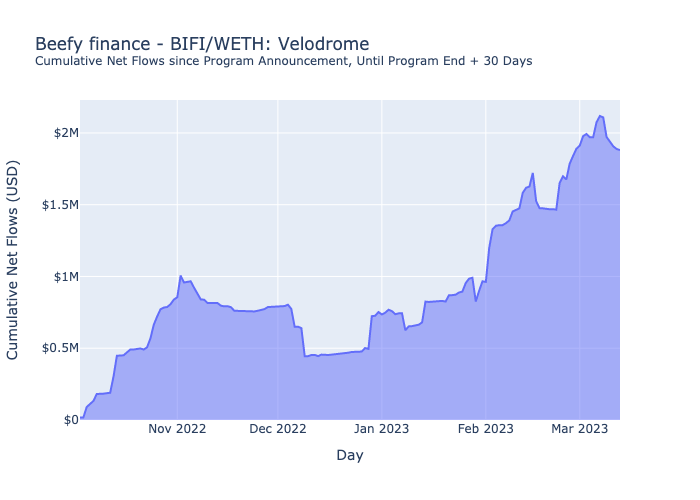 Beefy finance - BIFI/WETH: Velodrome
Cumulative Net Flows since Program Announcement, Until Program End + 30 Days
Cumulative Net Flows (USD)
$2M
$1.5M
$1M
$0.5M
$0
Nov 2022 Dec 2022 Jan 2023 Feb 2023 Mar 2023
Day